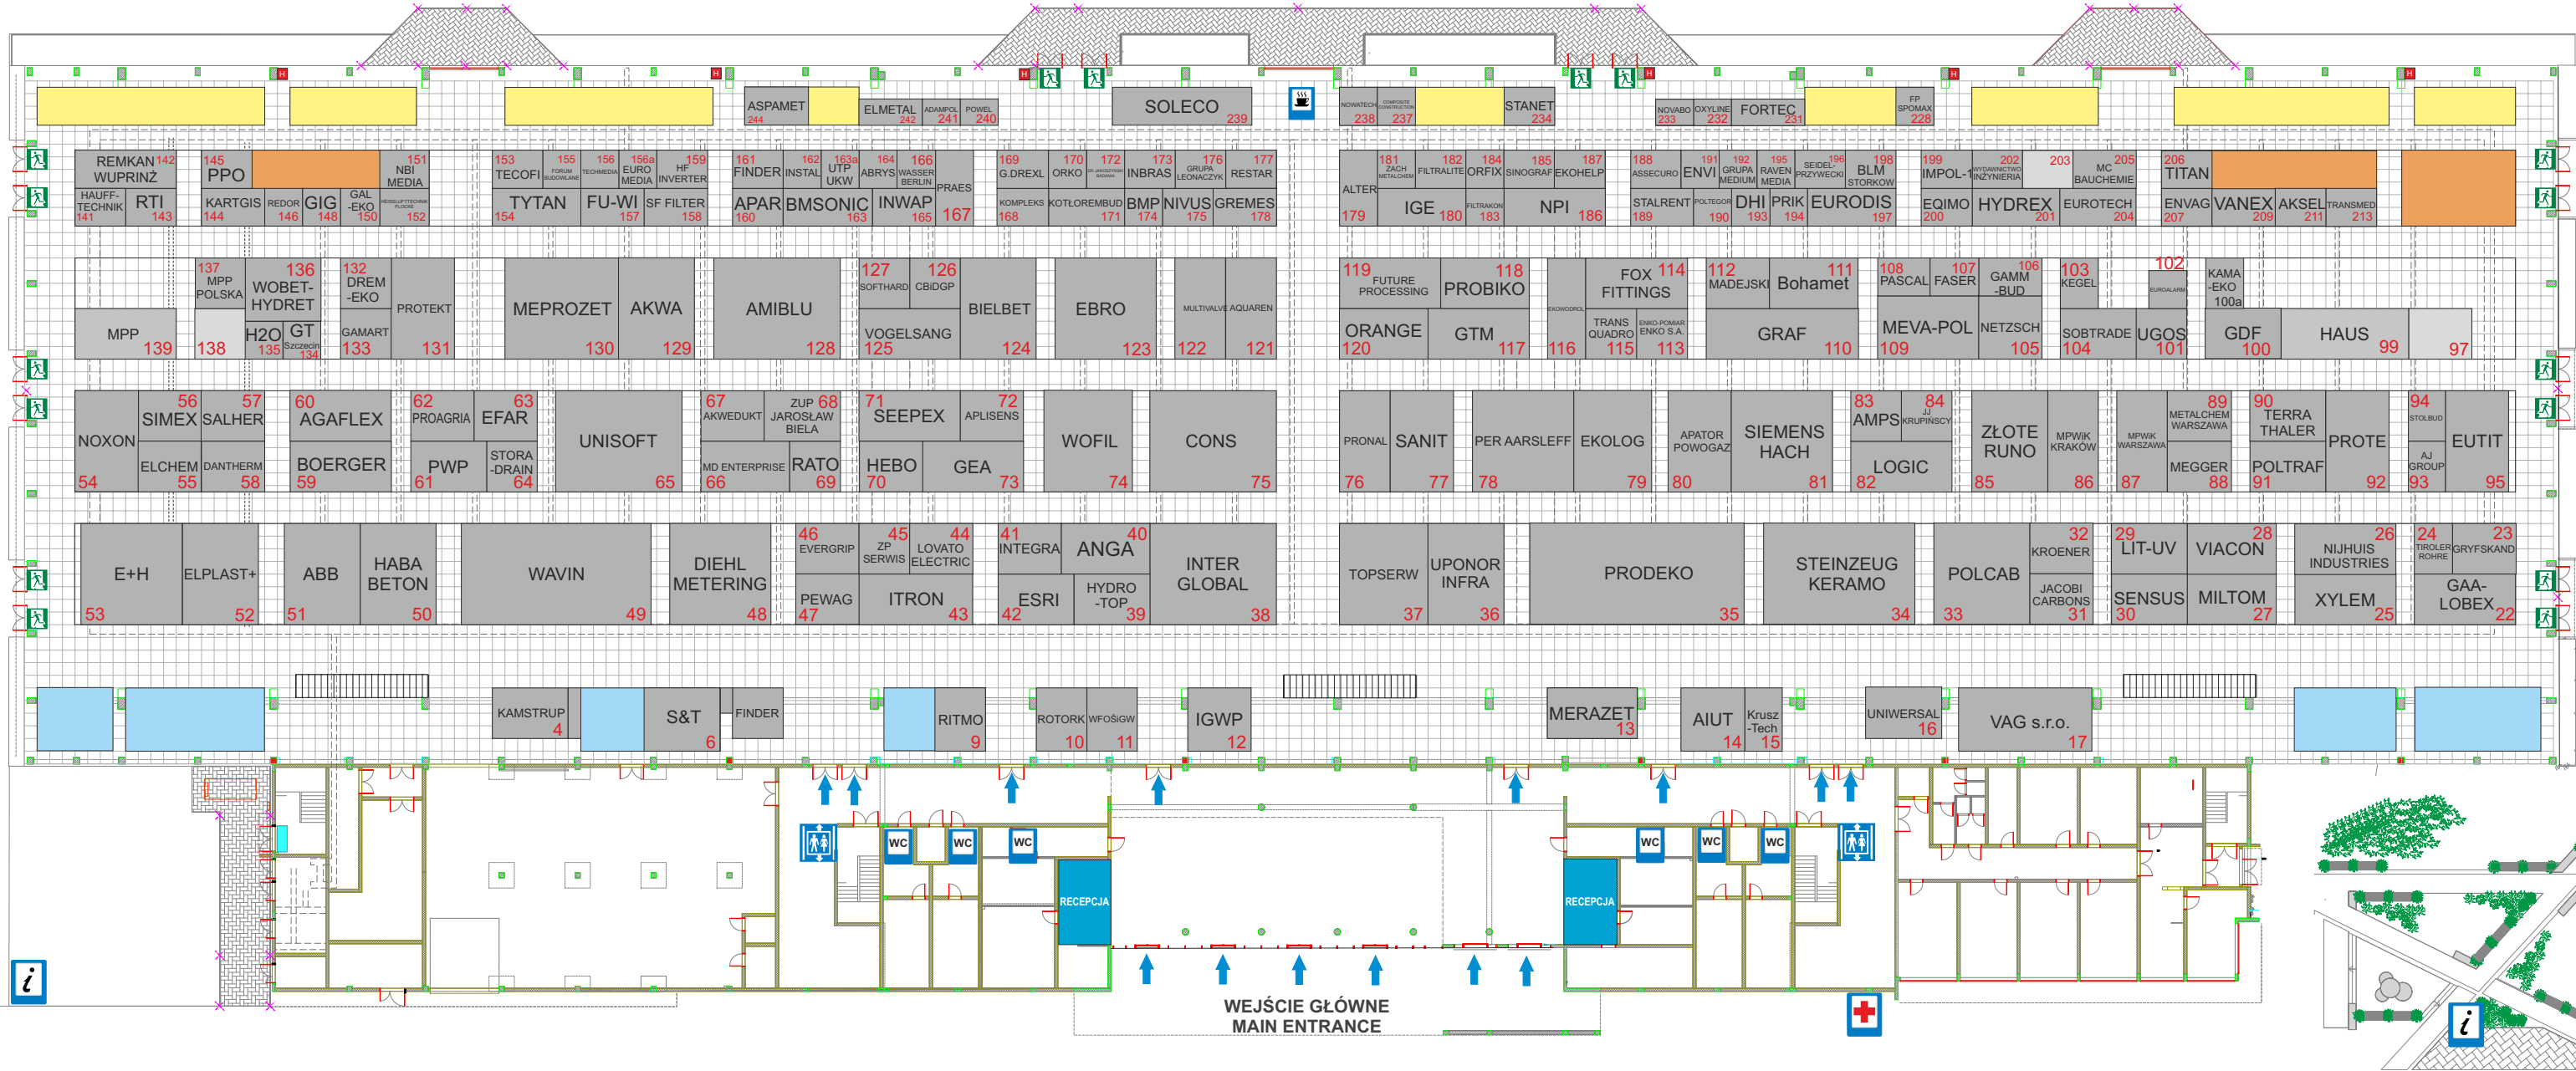 H
H
H
H
H
H
ASPAMET
244
ELMETAL
242
ADAMPOL
241
POWEL
240
SOLECO
239
NOWATECH
238
COMPOSITE
CONSTRUCTION
237
STANET
234
NOVABO
233
OXYLINE
232
FORTEC
231
FP
SPOMAX
228
REMKAN 142
WUPRINŻ
HAUFF-
TECHNIK
141
RTI
143
145
PPO
KARTGIS
144
REDOR
146
GIG
148
GAL
-EKO
150
151
NBI
MEDIA
152
153
TECOFI
155
FORUM
BUDOWLANE
156
TECHMEDIA
156a
EURO
MEDIA
159
HF
INVERTER
TYTAN
154
FU-WI
157
SF FILTER
158
161
FINDER
162
INSTAL
163a
UTP
UKW
164
ABRYS
166
WASSER
BERLIN
PRAES
167
APAR
160
BMSONIC
163
INWAP
165
169
G.DREXL
170
ORKO
172
173
INBRAS
176
GRUPA
LEONACZYK
177
RESTAR
KOMPLEKS
168
KOTŁOREMBUD
171
BMP
174
NIVUS
175
GREMES
178
ALTER
179
181
ZACH
METALCHEM
182
FILTRALITE
184
ORFIX
185
SINOGRAF
187
EKOHELP
IGE
180
FILTRAKON
183
NPI
186
188
ASSECURO
191
ENVI
192
GRUPA
MEDIUM
195
RAVEN
MEDIA
196
SEIDEL-
PRZYWECKI
198
BLM
STORKOW
STALRENT
189
POLTEGOR
190
DHI
193
PRIK
194
EURODIS
197
199
IMPOL-1
202
WYDAWNICTWO
INŻYNIERIA
203
205
MC
BAUCHEMIE
EQIMO
200
HYDREX
201
EUROTECH
204
206
TITAN
ENVAG
207
VANEX
209
AKSEL
211
TRANSMED
213
MPP
139
137
MPP
POLSKA
138
136
WOBET-
HYDRET
H2O
135
GT
Szczecin
134
132
DREM
-EKO
GAMART
133
PROTEKT
131
MEPROZET
130
AKWA
129
AMIBLU
128
127
SOFTHARD
126
CBiDGP
VOGELSANG
125
BIELBET
124
EBRO
123
MULTIVALVE
122
AQUAREN
121
119
FUTURE
PROCESSING
118
PROBIKO
ORANGE
120
GTM
117
EKOWODROL
116
FOX 114
FITTINGS
TRANS
QUADRO
115
ENKO-POMIAR
ENKO S.A.
113
112
MADEJSKI
111
Bohamet
GRAF
110
108
PASCAL
107
FASER
106
GAMM
-BUD
MEVA-POL
109
NETZSCH
105
103
KEGEL
102
EUROALARM
SOBTRADE
104
UGOS
101
KAMA
-EKO
100a
GDF
100
HAUS
99
97
NOXON
54
56
SIMEX
57
SALHER
ELCHEM
55
DANTHERM
58
60
AGAFLEX
BOERGER
59
62
PROAGRIA
63
EFAR
PWP
61
STORA
-DRAIN
64
UNISOFT
65
67
AKWEDUKT
ZUP 68
JAROSŁAW
BIELA
MD ENTERPRISE
66
RATO
69
71
SEEPEX
72
APLISENS
HEBO
70
GEA
73
WOFIL
74
CONS
75
PRONAL
76
SANIT
77
PER AARSLEFF
78
EKOLOG
79
APATOR
POWOGAZ
80
SIEMENS
HACH
81
83
AMPS
84
JJ
KRUPIŃSCY
LOGIC
82
ZŁOTE
RUNO
85
MPWiK
KRAKÓW
86
MPWiK
WARSZAWA
87
89
METALCHEM
WARSZAWA
MEGGER
88
90
TERRA
THALER
POLTRAF
91
PROTE
92
94
STOLBUD
AJ
GROUP
93
EUTIT
95
E+H
53
ELPLAST+
52
ABB
51
HABA
BETON
50
WAVIN
49
DIEHL
METERING
48
46
EVERGRIP
45
ZP
SERWIS
44
LOVATO
ELECTRIC
PEWAG
47
ITRON
43
41
INTEGRA
40
ANGA
ESRI
42
HYDRO
-TOP
39
INTER
GLOBAL
38
TOPSERW
37
UPONOR
INFRA
36
PRODEKO
35
STEINZEUG
KERAMO
34
POLCAB
33
32
KROENER
JACOBI
CARBONS
31
29
LIT-UV
28
VIACON
SENSUS
30
MILTOM
27
26
NIJHUIS
INDUSTRIES
XYLEM
25
24
TIROLER
ROHRE
23
GRYFSKAND
GAA-
LOBEX
22
KAMSTRUP
4
S&T
6
FINDER
RITMO
9
ROTORK
10
WFOŚiGW
11
IGWP
12
MERAZET
13
AIUT
14
Krusz
-Tech
15
UNIWERSAL
16
VAG s.r.o.
17
WC
WC
WC
WC
WC
WC
RECEPCJA
RECEPCJA
i
i
WEJŚCIE GŁÓWNE
MAIN ENTRANCE